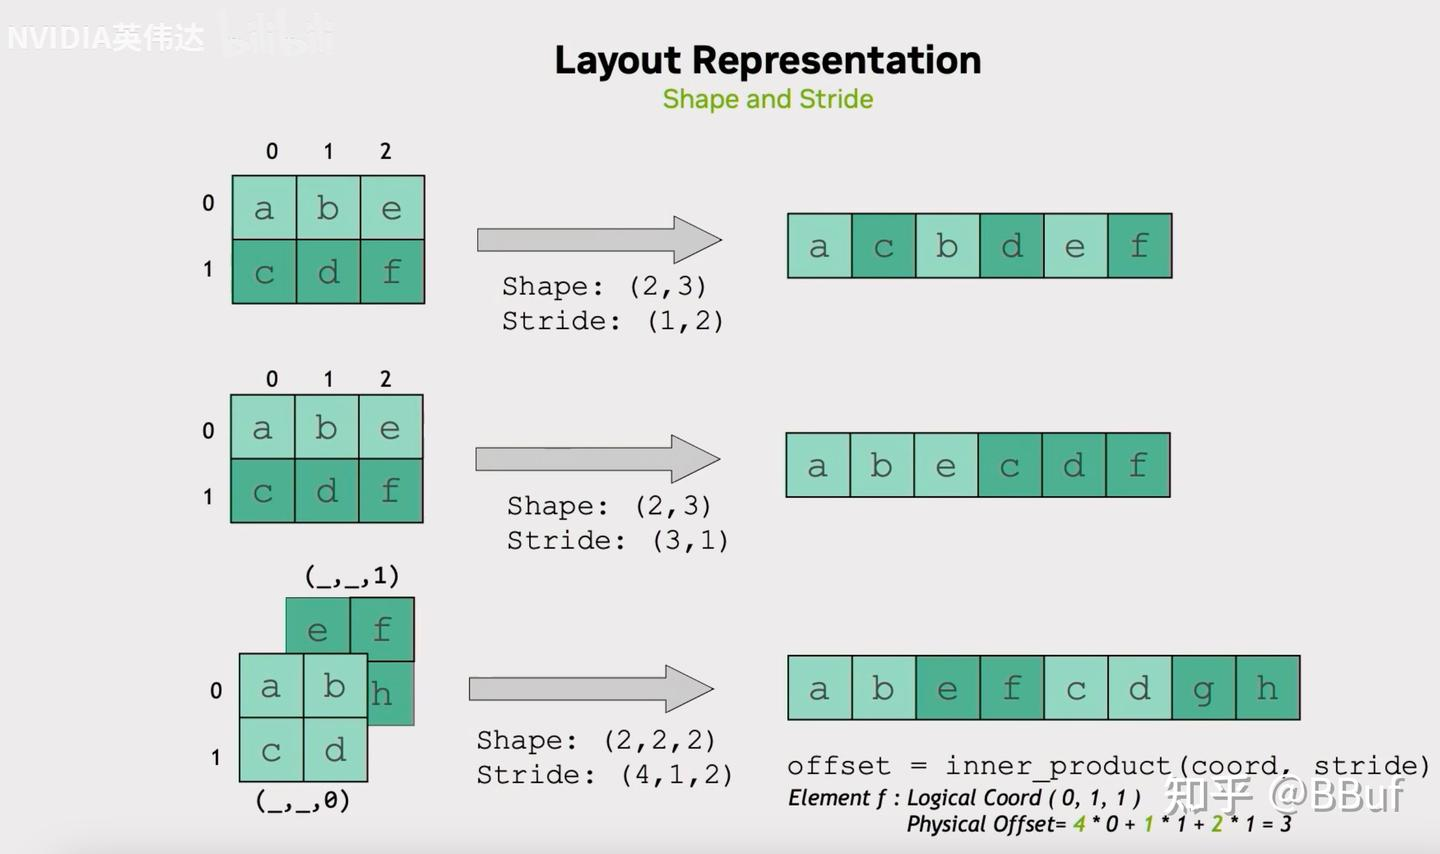 NVIDIA英伟达 bilibili
Layout Representation
Shape and Stride
0 1 2
0 a b e
1 c d f
Shape: (2,3)
Stride: (1,2)
a c b d e f
0 1 2
0 a b e
1 c d f
Shape: (2,3)
Stride: (3,1)
a b e c d f
(_,_,1)
e f
0 a b h
1 c d
(_,_,0)
Shape: (2,2,2)
Stride: (4,1,2)
a b e f c d g h
offset = inner_product(coord, stride)
Element f : Logical Coord ( 0, 1, 1 )
Physical Offset= 4 * 0 + 1 * 1 + 2 * 1 = 3
知乎 @BBuf